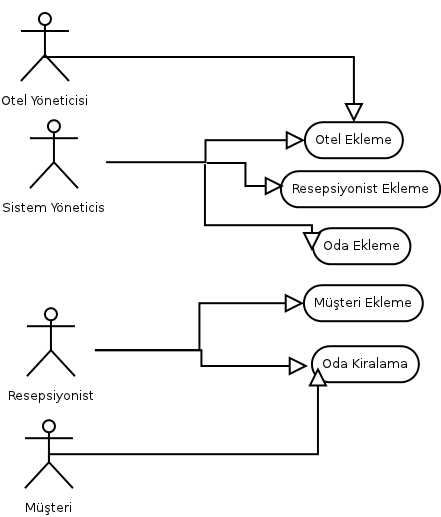 Otel Yöneticisi
Otel Ekleme
Sistem Yöneticis
Resepsiyonist Ekleme
Oda Ekleme
Müşteri Ekleme
Resepsiyonist
Oda Kiralama
Müşteri